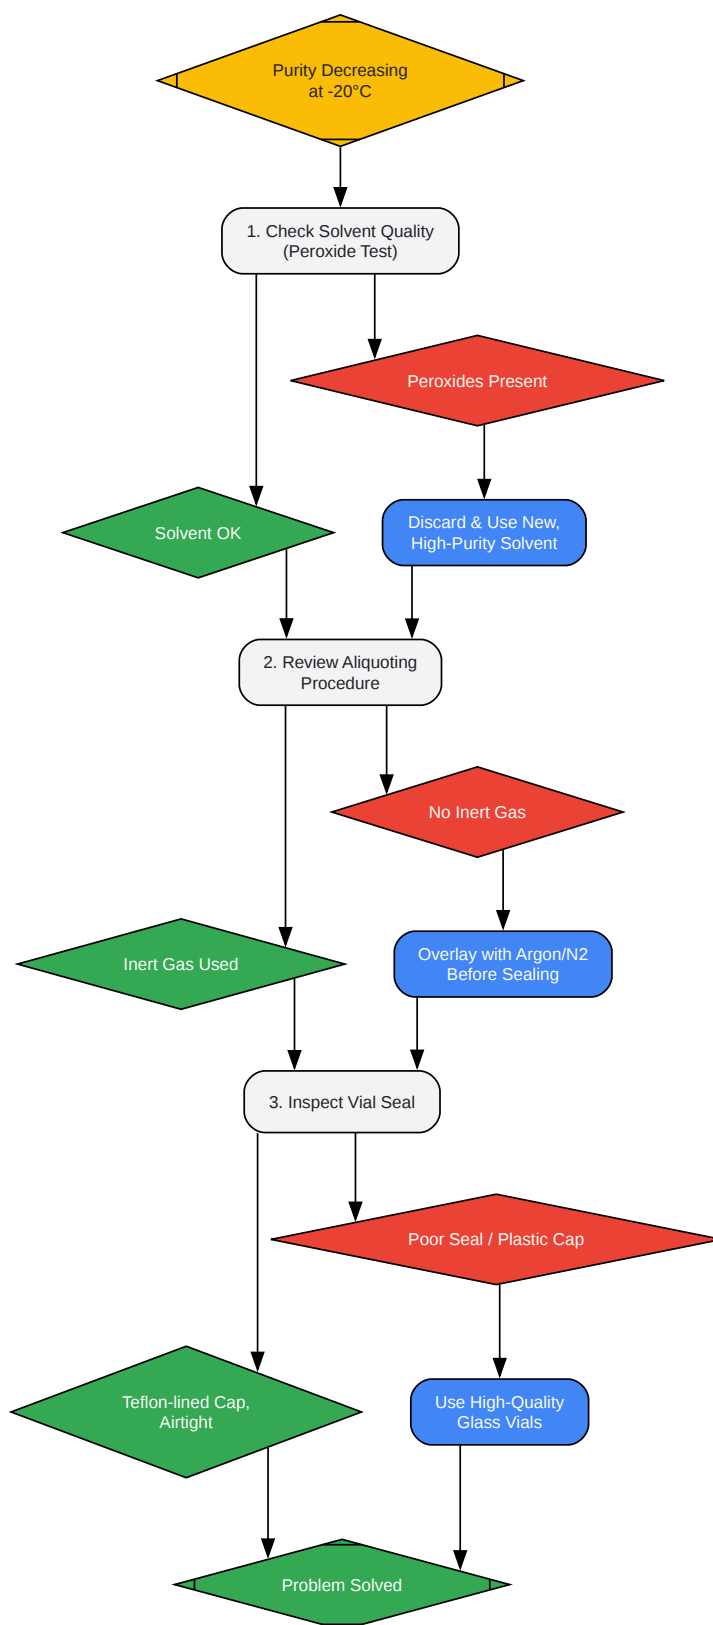 Purity Decreasing
at -20°C
1. Check Solvent Quality
(Peroxide Test)
Peroxides Present
Solvent OK
Discard & Use New,
High-Purity Solvent
2. Review Aliquoting
Procedure
No Inert Gas
Inert Gas Used
Overlay with Argon/N2
Before Sealing
3. Inspect Vial Seal
Poor Seal / Plastic Cap
Teflon-lined Cap,
Airtight
Use High-Quality
Glass Vials
Problem Solved